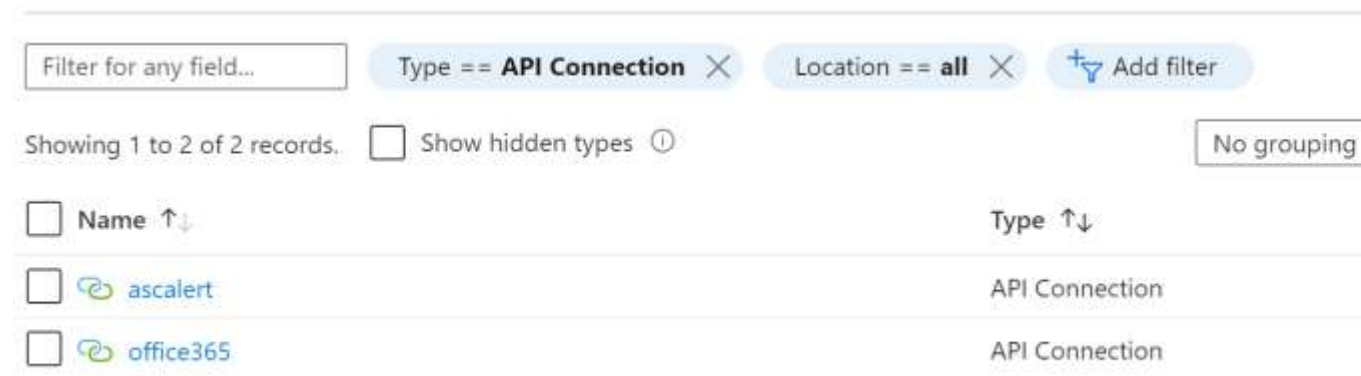 Filter for any field... Type == API Connection Location == all Add filter
Showing 1 to 2 of 2 records. Show hidden types No grouping
Name Type
ascalert API Connection
office365 API Connection